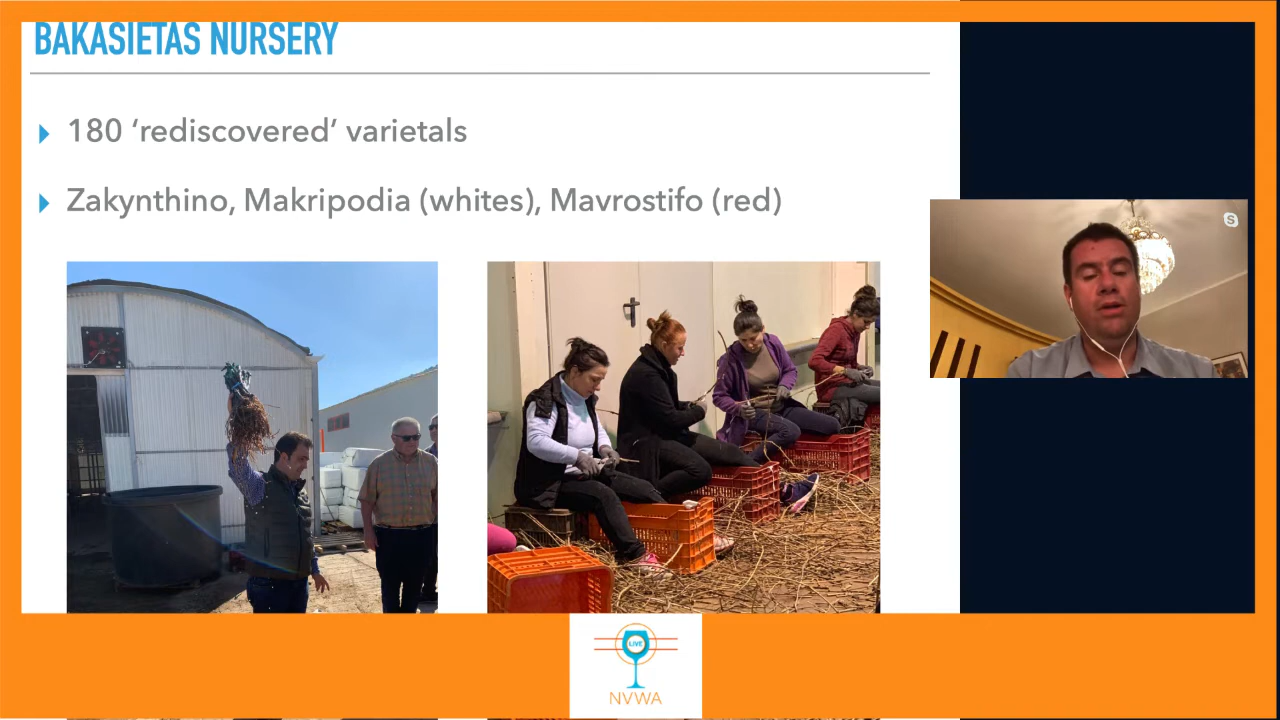 BAKASIETAS NURSERY
180 ‘rediscovered’ varietals
Zakynthino, Makripodia (whites), Mavrostifo (red)
S
LIVE
NVWA